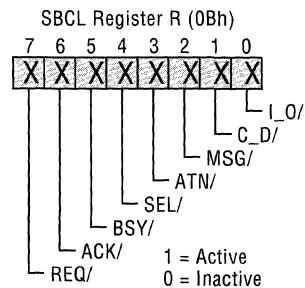 SBCL Register R (0Bh)
7 6 5 4 3 2 1 0
X X X X X X X X
I_O/
C_D/
MSG/
ATN/
SEL/
BSY/
ACK/
REQ/
1 = Active
0 = Inactive